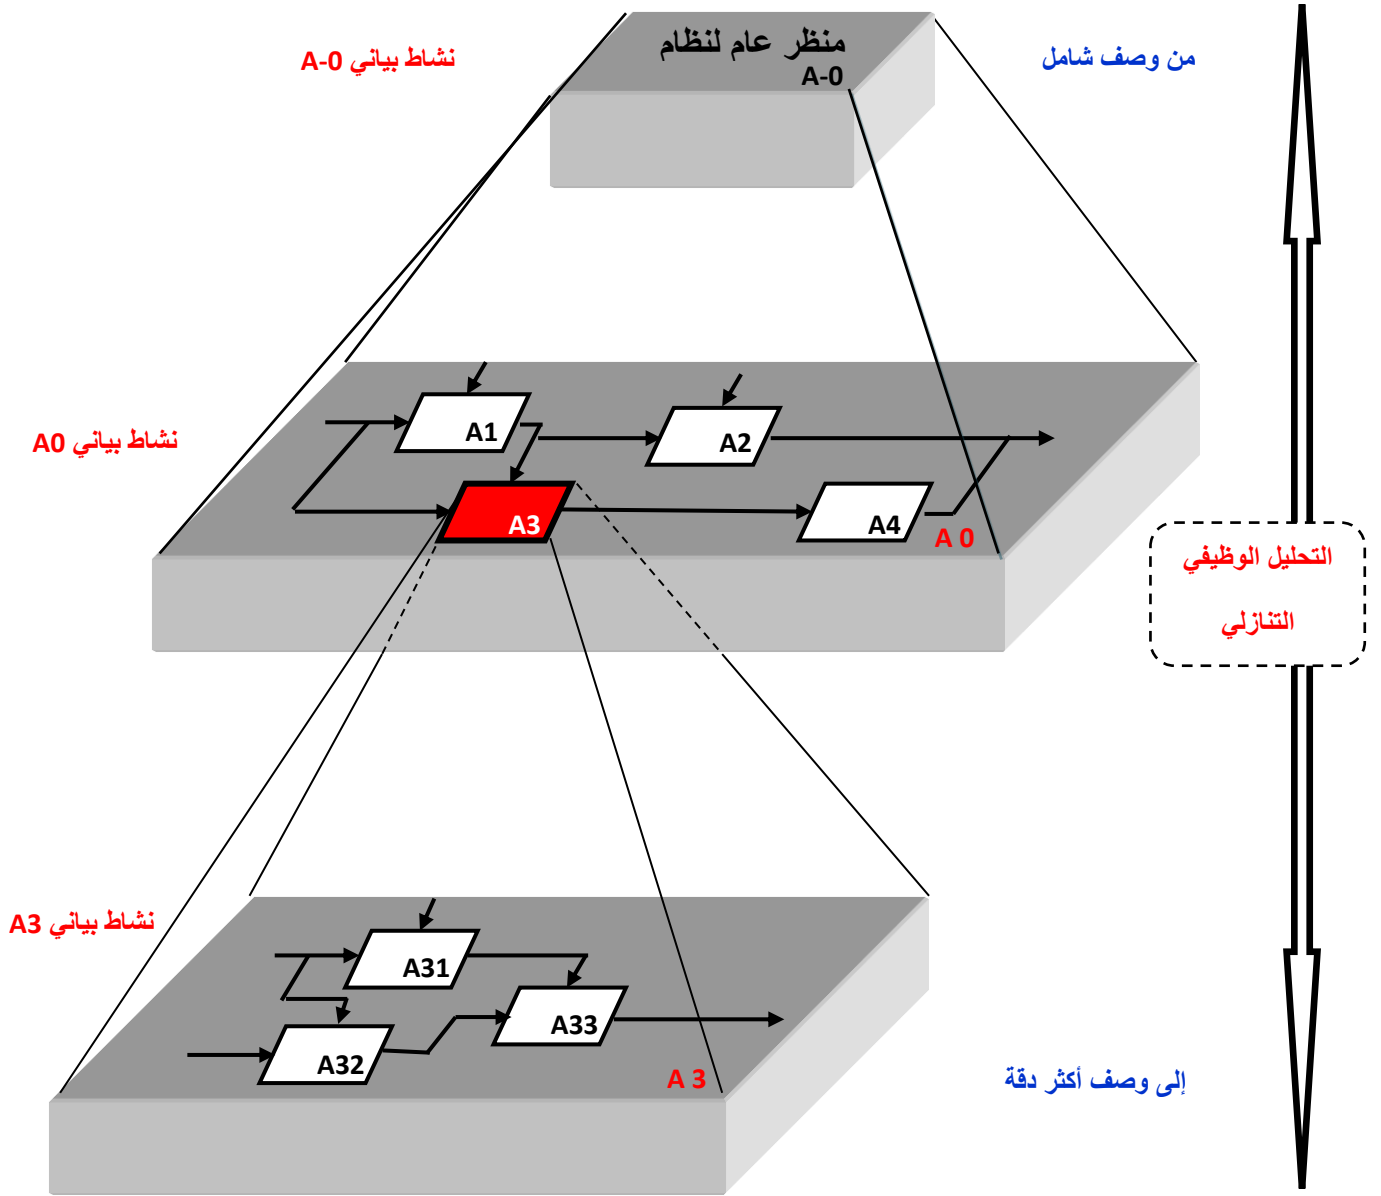 منظر عام لنظام
A-0
من وصف شامل
نشاط بياني A-0
نشاط بياني A0
A1
A2
A3
A4
A 0
التحليل الوظيفي
التنازلي
نشاط بياني A3
A31
A32
A33
A 3
إلى وصف أكثر دقة